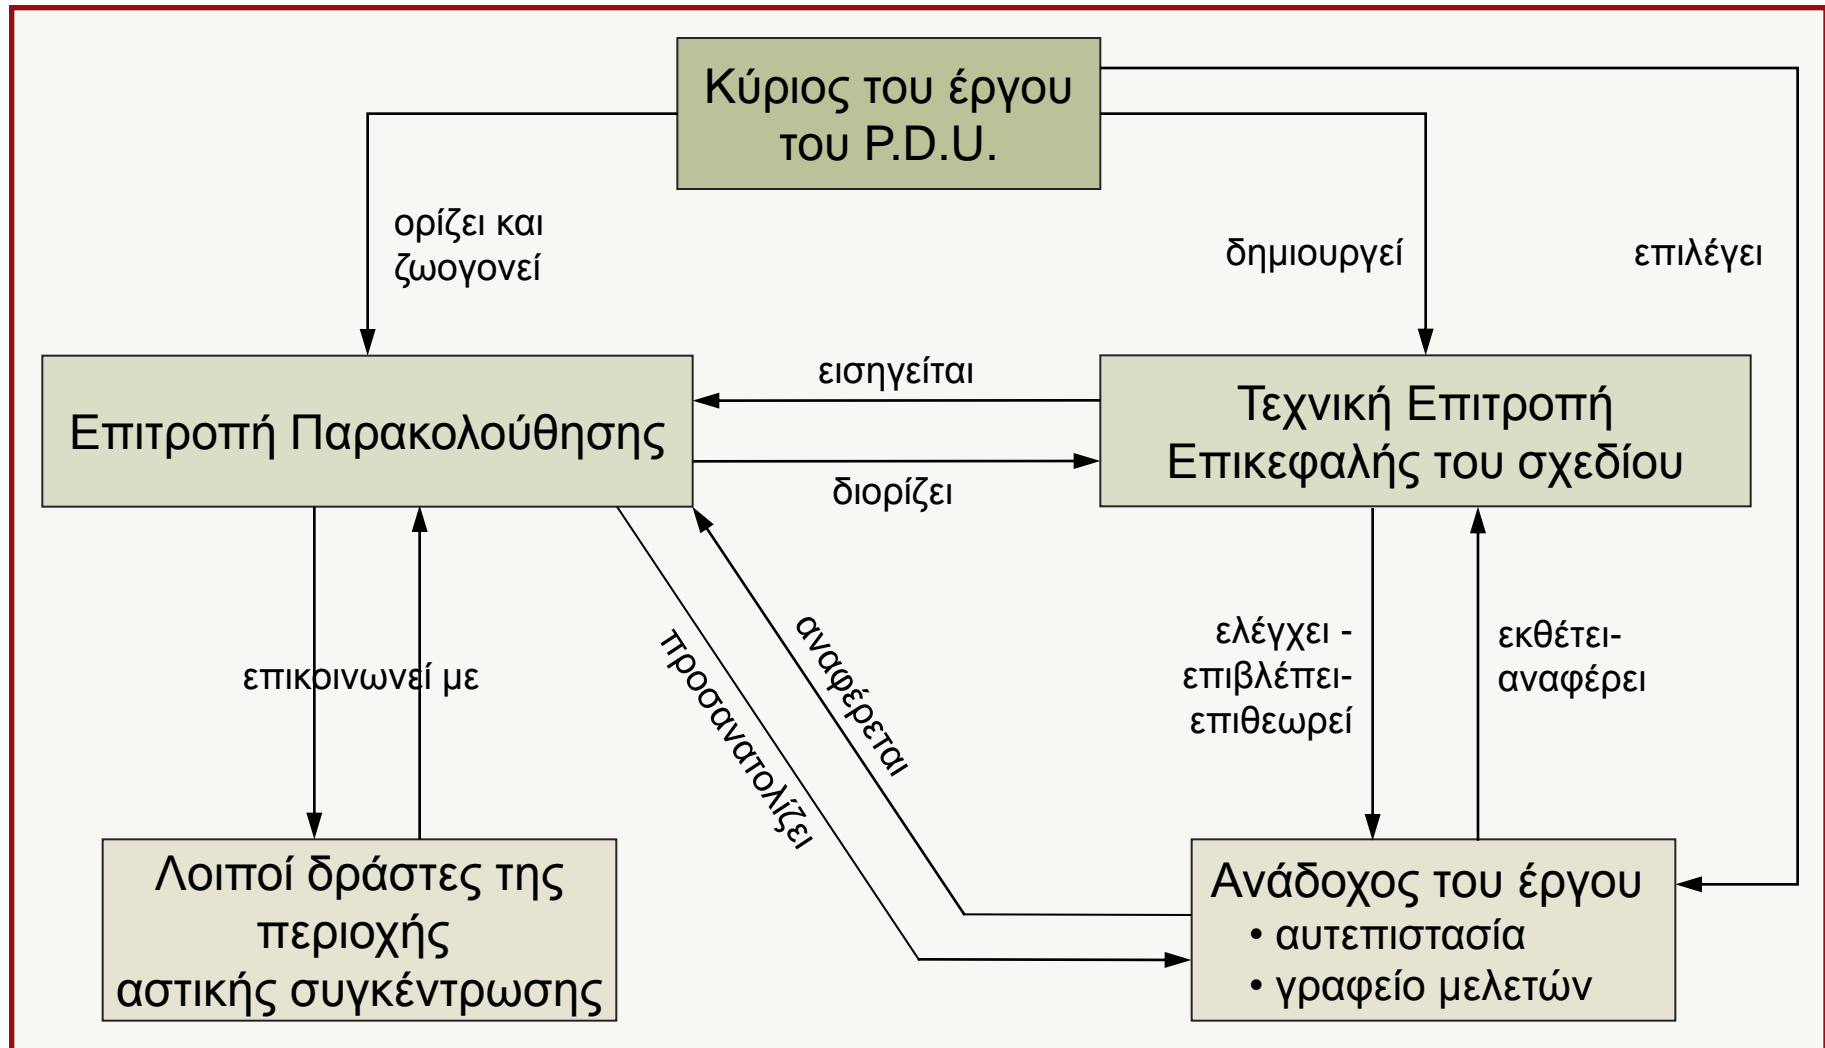 Κύριος του έργου
του P.D.U.
ορίζει και
ζωογονεί
δημιουργεί
επιλέγει
Επιτροπή Παρακολούθησης
εισηγείται
διορίζει
Τεχνική Επιτροπή
Επικεφαλής του σχεδίου
επικοινωνεί με
προσανατολίζει
αναφέρεται
ελέγχει -
επιβλέπει-
επιθεωρεί
εκθέτει-
αναφέρει
Λοιποί δράστες της
περιοχής
αστικής συγκέντρωσης
Ανάδοχος του έργου
• αυτεπιστασία
• γραφείο μελετών